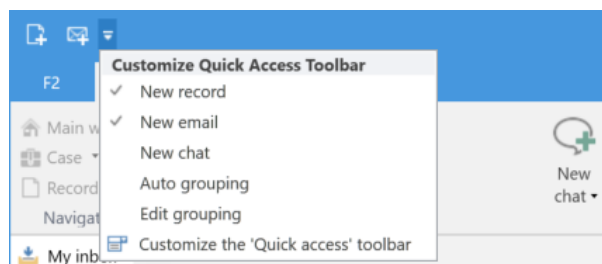 Customize Quick Access Toolbar
F2
New record
Main
New email
Case
New chat
New
chat
Record
Auto grouping
Edit grouping
Customize the 'Quick access' toolbar
My